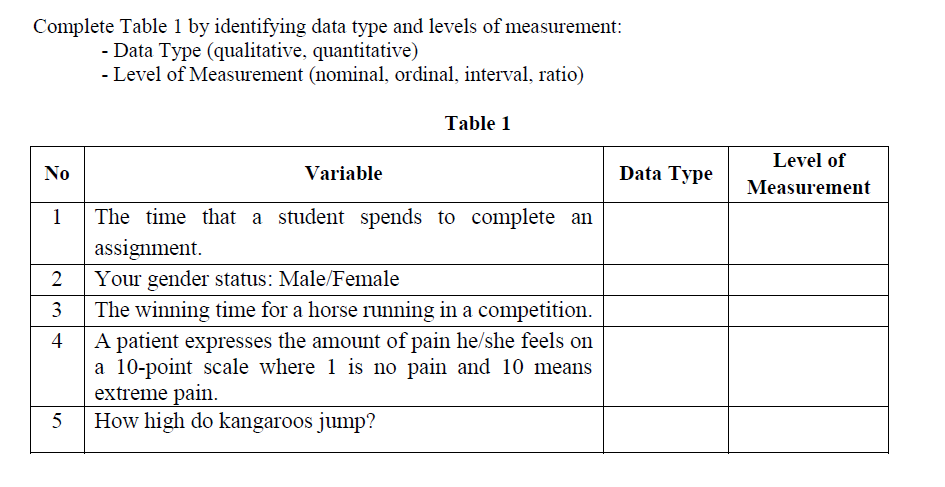 Complete Table 1 by identifying data type and levels of measurement:
- Data Type (qualitative, quantitative)
- Level of Measurement (nominal, ordinal, interval, ratio)
Table 1
No Variable Data Type Level of Measurement
1 The time that a student spends to complete an
assignment.
2 Your gender status: Male/Female
3 The winning time for a horse running in a competition.
4 A patient expresses the amount of pain he/she feels on
a 10-point scale where 1 is no pain and 10 means
extreme pain.
5 How high do kangaroos jump?